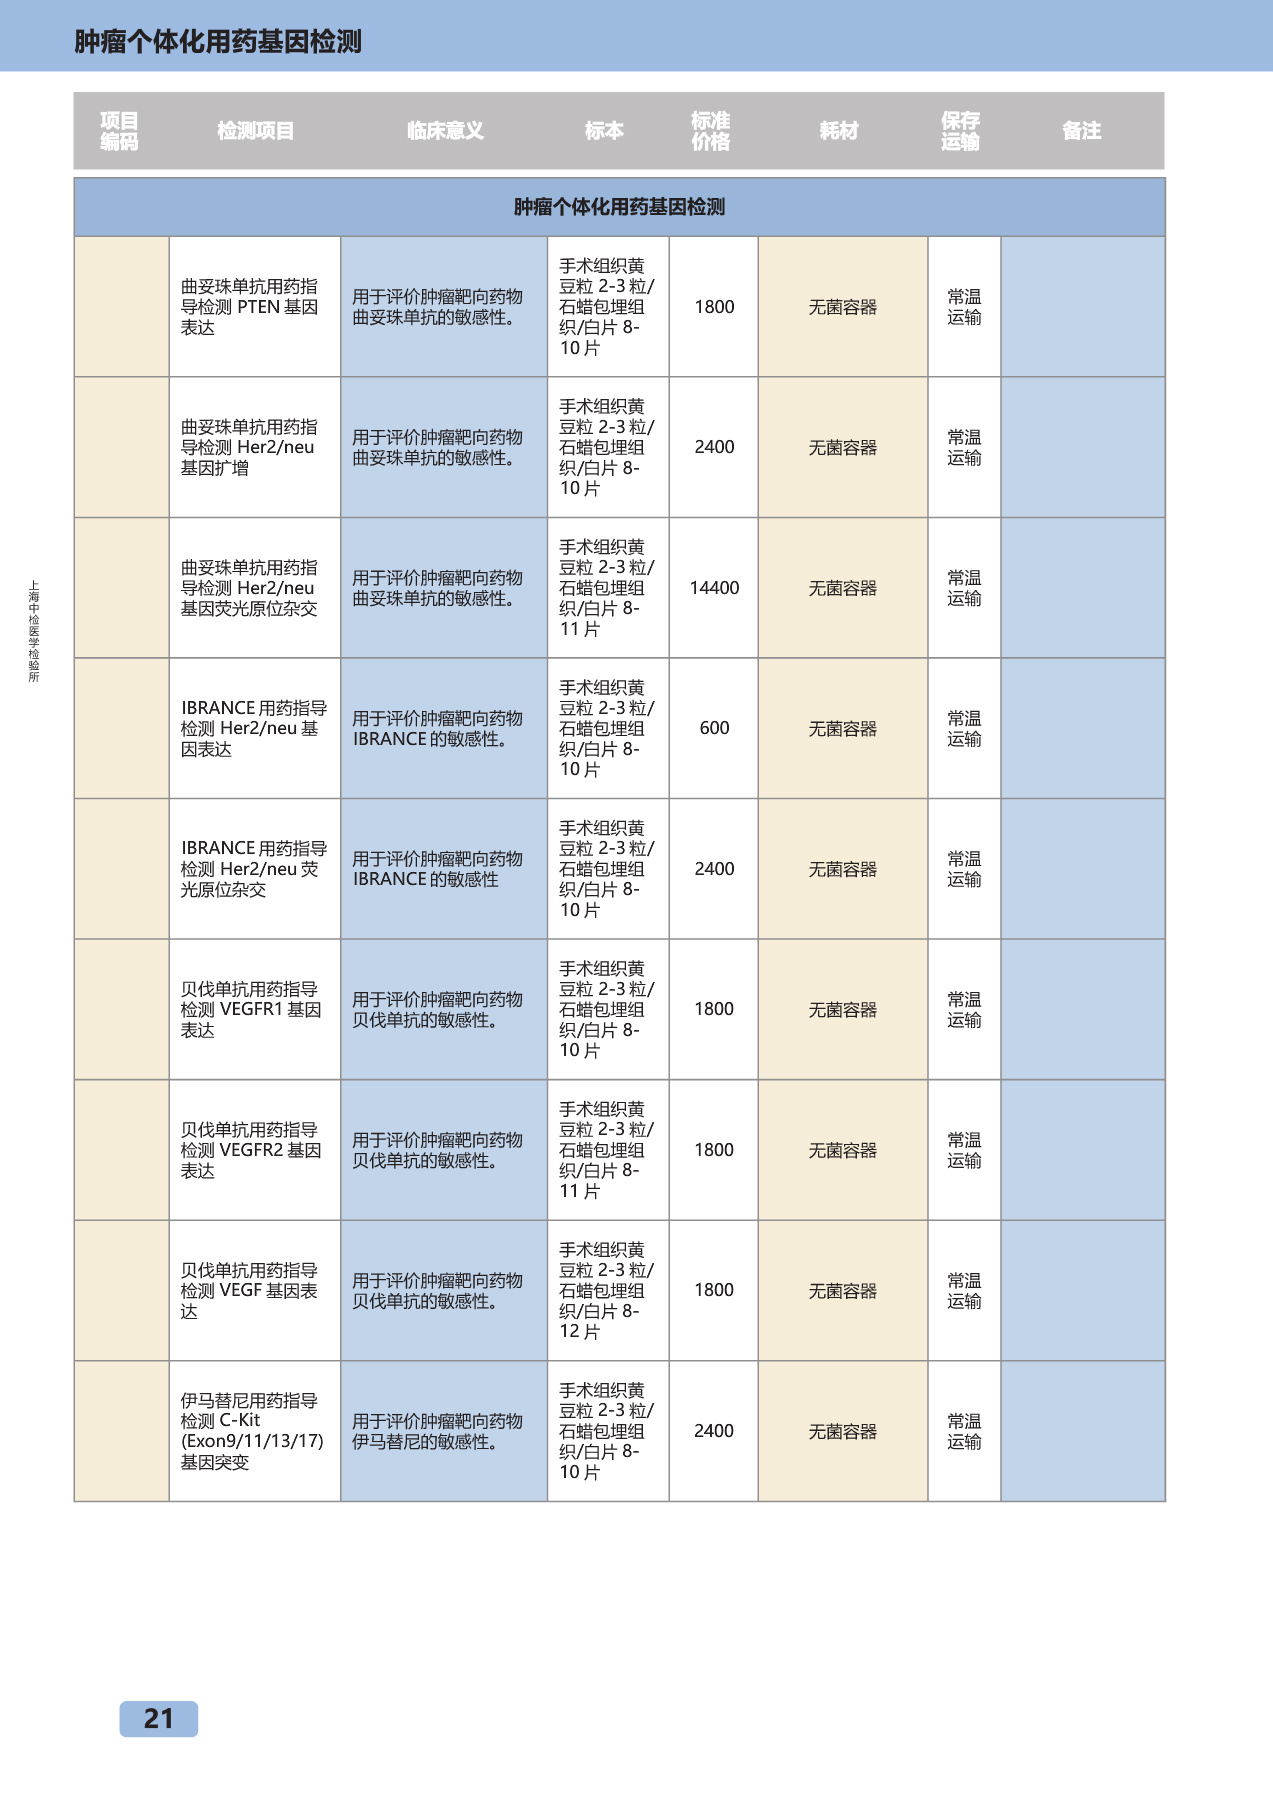 肿瘤个体化用药基因检测
项目
编码
检测项目
临床意义
标本
标准
价格
耗材
保存
运输
备注
肿瘤个体化用药基因检测
曲妥珠单抗用药指
导检测 PTEN 基因
表达
用于评价肿瘤靶向药物
曲妥珠单抗的敏感性。
手术组织黄
豆粒 2-3 粒/
石蜡包埋组
织/白片 8-
10 片
1800
无菌容器
常温
运输
曲妥珠单抗用药指
导检测 Her2/neu
基因扩增
用于评价肿瘤靶向药物
曲妥珠单抗的敏感性。
手术组织黄
豆粒 2-3 粒/
石蜡包埋组
织/白片 8-
10 片
2400
无菌容器
常温
运输
曲妥珠单抗用药指
导检测 Her2/neu
基因荧光原位杂交
用于评价肿瘤靶向药物
曲妥珠单抗的敏感性。
手术组织黄
豆粒 2-3 粒/
石蜡包埋组
织/白片 8-
11 片
14400
无菌容器
常温
运输
IBRANCE 用药指导
检测 Her2/neu 基
因表达
用于评价肿瘤靶向药物
IBRANCE 的敏感性。
手术组织黄
豆粒 2-3 粒/
石蜡包埋组
织/白片 8-
10 片
600
无菌容器
常温
运输
IBRANCE 用药指导
检测 Her2/neu 荧
光原位杂交
用于评价肿瘤靶向药物
IBRANCE 的敏感性
手术组织黄
豆粒 2-3 粒/
石蜡包埋组
织/白片 8-
10 片
2400
无菌容器
常温
运输
贝伐单抗用药指导
检测 VEGFR1 基因
表达
用于评价肿瘤靶向药物
贝伐单抗的敏感性。
手术组织黄
豆粒 2-3 粒/
石蜡包埋组
织/白片 8-
10 片
1800
无菌容器
常温
运输
贝伐单抗用药指导
检测 VEGFR2 基因
表达
用于评价肿瘤靶向药物
贝伐单抗的敏感性。
手术组织黄
豆粒 2-3 粒/
石蜡包埋组
织/白片 8-
11 片
1800
无菌容器
常温
运输
贝伐单抗用药指导
检测 VEGF 基因表
达
用于评价肿瘤靶向药物
贝伐单抗的敏感性。
手术组织黄
豆粒 2-3 粒/
石蜡包埋组
织/白片 8-
12 片
1800
无菌容器
常温
运输
伊马替尼用药指导
检测 C-Kit
(Exon9/11/13/17)
基因突变
用于评价肿瘤靶向药物
伊马替尼的敏感性。
手术组织黄
豆粒 2-3 粒/
石蜡包埋组
织/白片 8-
10 片
2400
无菌容器
常温
运输
上海中检医学检验所
21